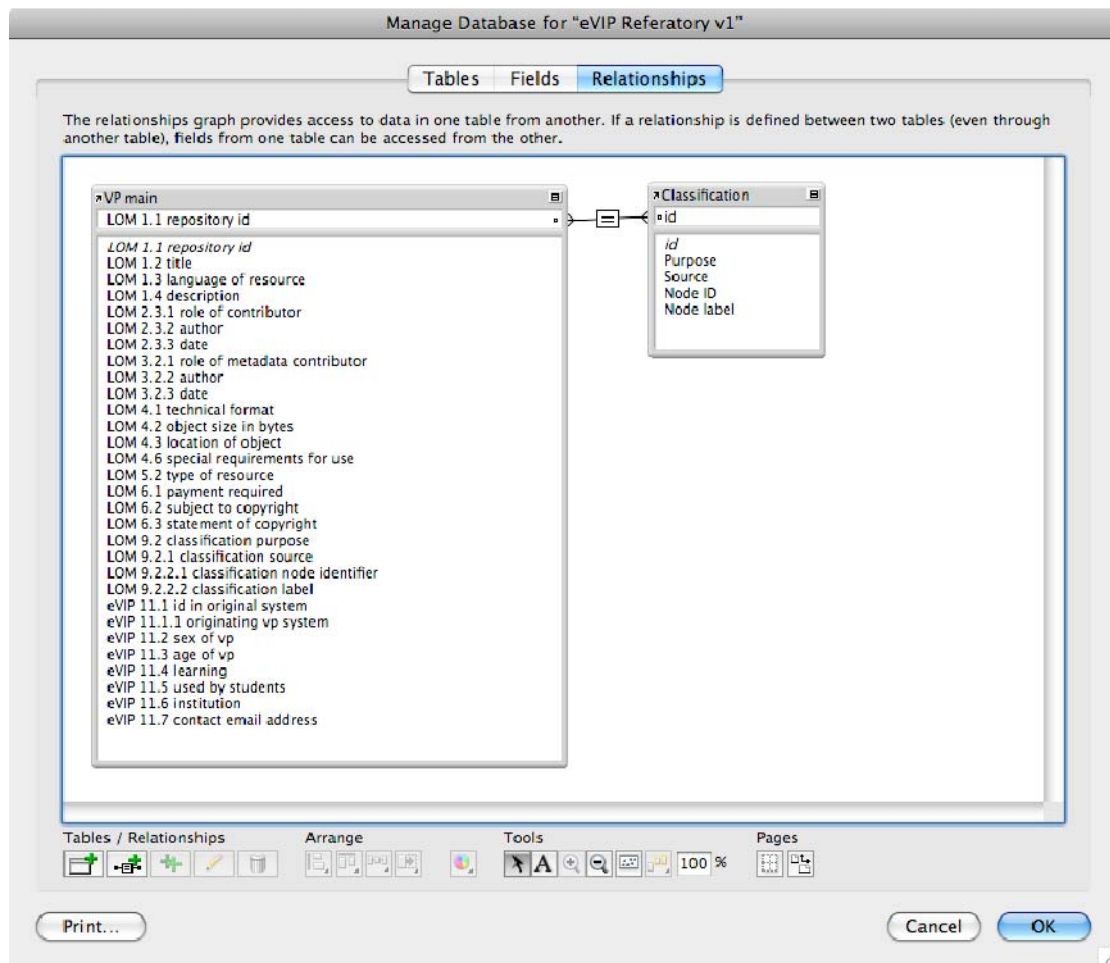 Manage Database for “eVIP Referatory v1”
Tables Fields Relationships
The relationships graph provides access to data in one table from another. If a relationship is defined between two tables (even through
another table), fields from one table can be accessed from the other.
VP main
LOM 1.1 repository id
LOM 1.1 repository id
LOM 1.2 title
LOM 1.3 language of resource
LOM 1.4 description
LOM 2.3.1 role of contributor
LOM 2.3.2 author
LOM 2.3.3 date
LOM 3.2.1 role of metadata contributor
LOM 3.2.2 author
LOM 3.2.3 date
LOM 4.1 technical format
LOM 4.2 object size in bytes
LOM 4.3 location of object
LOM 4.6 special requirements for use
LOM 5.2 type of resource
LOM 6.1 payment required
LOM 6.2 subject to copyright
LOM 6.3 statement of copyright
LOM 9.2 classification purpose
LOM 9.2.1 classification source
LOM 9.2.2.1 classification node identifier
LOM 9.2.2.2 classification label
eVIP 11.1 id in original system
eVIP 11.1.1 originating vp system
eVIP 11.2 sex of vp
eVIP 11.3 age of vp
eVIP 11.4 learning
eVIP 11.5 used by students
eVIP 11.6 institution
eVIP 11.7 contact email address
Classification
id
id
Purpose
Source
Node ID
Node label
Tables / Relationships Arrange Tools Pages
A 100 %
Print... Cancel OK